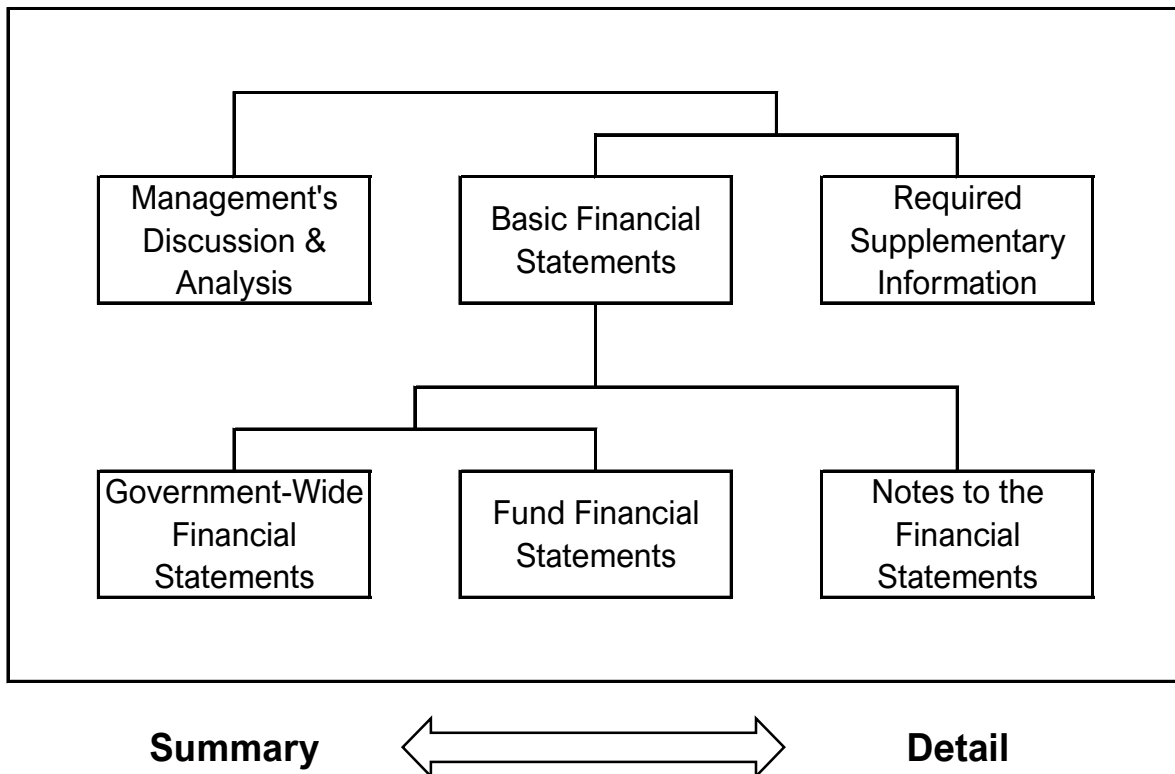 Management's
Discussion &
Analysis
Basic Financial
Statements
Required
Supplementary
Information
Government-Wide
Financial
Statements
Fund Financial
Statements
Notes to the
Financial
Statements
Summary
Detail